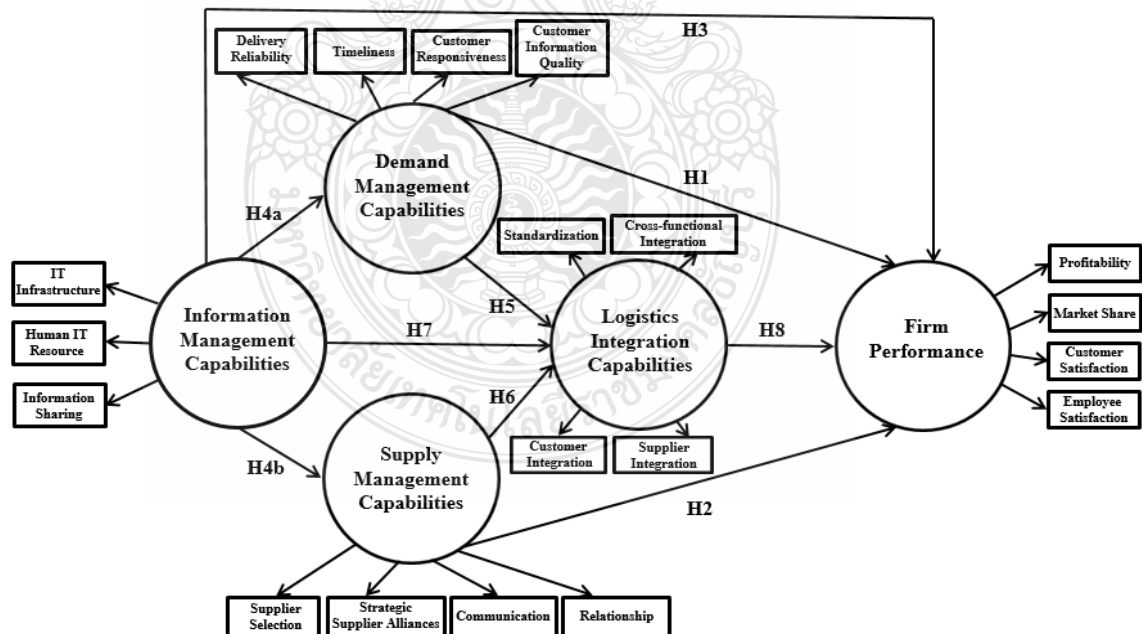 H3
Delivery
Reliability
Timeliness
Customer
Responsiveness
Customer
Information
Quality
Demand
Management
Capabilities
H1
H4a
Standardization
Cross-functional
Integration
IT
Infrastructure
Human IT
Resource
Information
Sharing
Information
Management
Capabilities
H5
H7
Logistics
Integration
Capabilities
H8
Firm
Performance
Profitability
Market Share
Customer
Satisfaction
Employee
Satisfaction
H6
H4b
Supply
Management
Capabilities
Customer
Integration
Supplier
Integration
H2
Supplier
Selection
Strategic
Supplier Alliances
Communication
Relationship